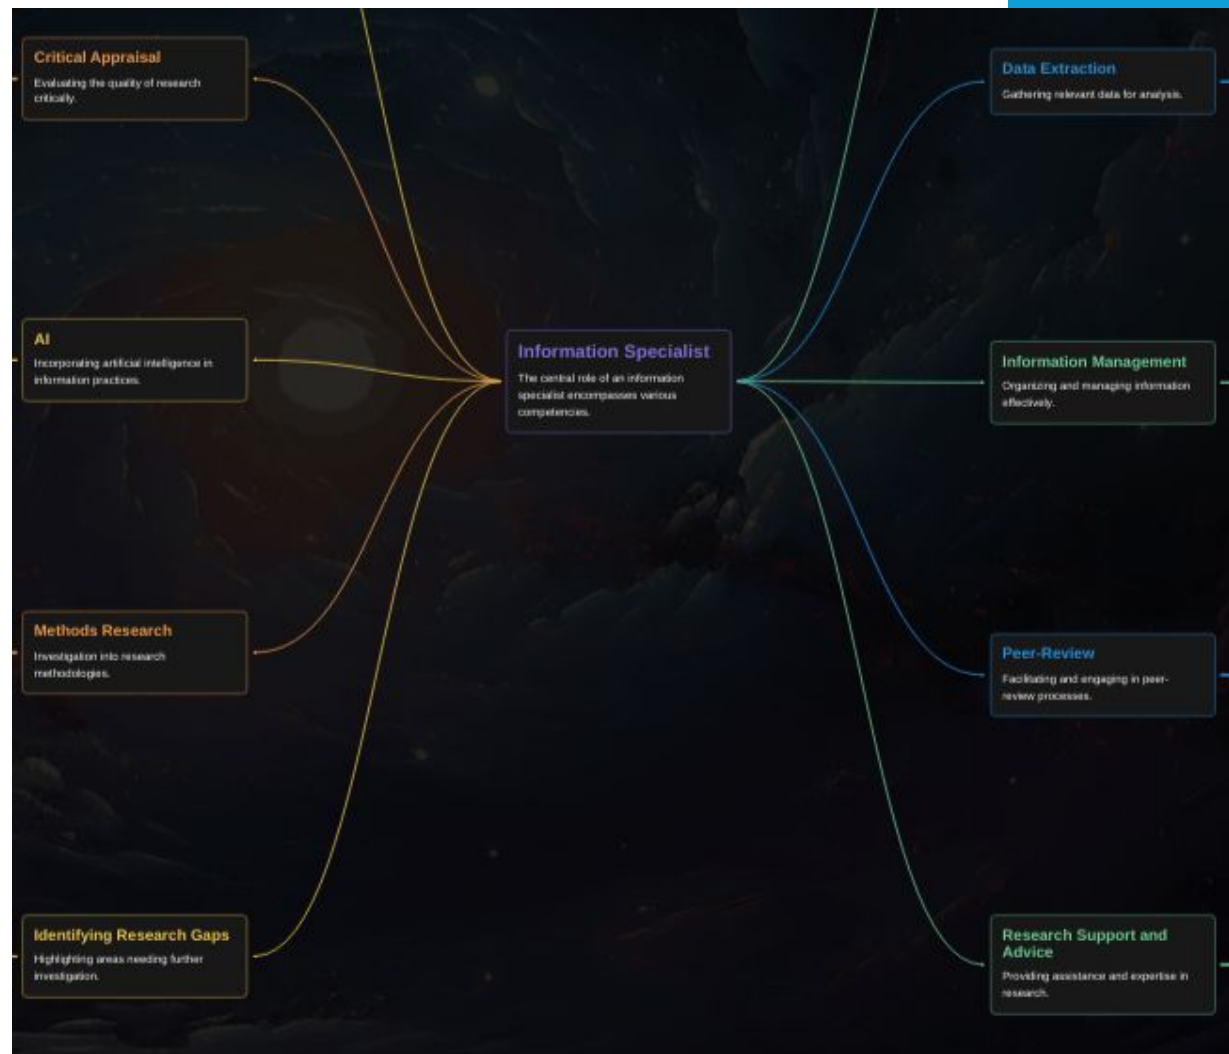 Critical Appraisal
Evaluating the quality of research
critically.
AI
Incorporating artificial intelligence in
information practices.
Methods Research
Investigation into research
methodologies.
Identifying Research Gaps
Highlighting areas needing further
investigation.
Information Specialist
The central role of an information
specialist encompasses various
competencies.
Data Extraction
Gathering relevant data for analysis.
Information Management
Organizing and managing information
effectively.
Peer-Review
Facilitating and engaging in peer-
review processes.
Research Support and
Advice
Providing assistance and expertise in
research.